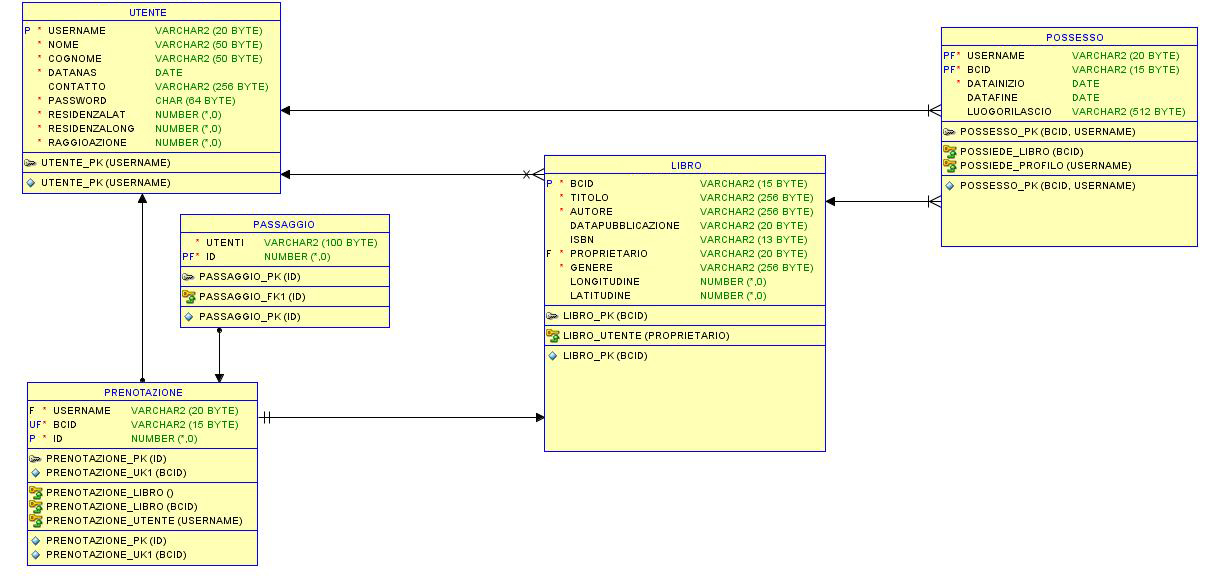 UTENTE
P * USERNAME VARCHAR2 (20 BYTE)
* NOME VARCHAR2 (50 BYTE)
* COGNOME VARCHAR2 (50 BYTE)
* DATANAS DATE
CONTATTO VARCHAR2 (256 BYTE)
* PASSWORD CHAR (64 BYTE)
* RESIDENZALAT NUMBER (*,0)
* RESIDENZALONG NUMBER (*,0)
* RAGGIOAZIONE NUMBER (*,0)
UTENTE_PK (USERNAME)
UTENTE_PK (USERNAME)
POSSESSO
PF* USERNAME VARCHAR2 (20 BYTE)
PF* BCID VARCHAR2 (15 BYTE)
* DATAINIZIO DATE
DATAFINE DATE
LUOGORILASCIO VARCHAR2 (512 BYTE)
POSSESSO_PK (BCID, USERNAME)
POSSIEDE_LIBRO (BCID)
POSSIEDE_PROFILO (USERNAME)
POSSESSO_PK (BCID, USERNAME)
LIBRO
P * BCID VARCHAR2 (15 BYTE)
* TITOLO VARCHAR2 (256 BYTE)
* AUTORE VARCHAR2 (256 BYTE)
DATAPUBBLICAZIONE VARCHAR2 (20 BYTE)
ISBN VARCHAR2 (13 BYTE)
F * PROPRIETARIO VARCHAR2 (20 BYTE)
* GENERE VARCHAR2 (256 BYTE)
LONGITUDINE NUMBER (*,0)
LATITUDINE NUMBER (*,0)
LIBRO_PK (BCID)
LIBRO_UTENTE (PROPRIETARIO)
LIBRO_PK (BCID)
PASSAGGIO
* UTENTI VARCHAR2 (100 BYTE)
PF* ID NUMBER (*,0)
PASSAGGIO_PK (ID)
PASSAGGIO_FK1 (ID)
PASSAGGIO_PK (ID)
PRENOTAZIONE
F * USERNAME VARCHAR2 (20 BYTE)
UF* BCID VARCHAR2 (15 BYTE)
P * ID NUMBER (*,0)
PRENOTAZIONE_PK (ID)
PRENOTAZIONE_UK1 (BCID)
PRENOTAZIONE_LIBRO ()
PRENOTAZIONE_LIBRO (BCID)
PRENOTAZIONE_UTENTE (USERNAME)
PRENOTAZIONE_PK (ID)
PRENOTAZIONE_UK1 (BCID)